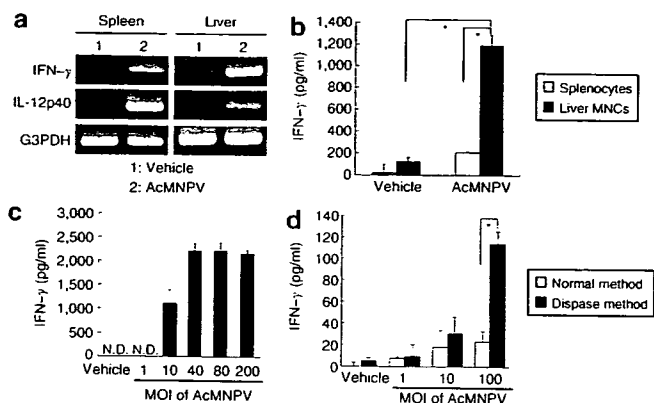 a
Spleen Liver
1 2 1 2
IFN-γ
IL-12p40
G3PDH
1: Vehicle
2: AcMNPV
b
IFN-γ (pg/ml)
1,400
1,200
1,000
800
600
400
200
0
Vehicle AcMNPV
Splenocytes
Liver MNCs
c
IFN-γ (pg/ml)
3,000
2,500
2,000
1,500
1,000
500
0
N.D. N.D.
Vehicle 1 10 40 80 200
MOI of AcMNPV
d
IFN-γ (pg/ml)
140
120
100
80
60
40
20
0
Vehicle 1 10 100
MOI of AcMNPV
Normal method
Dispase method